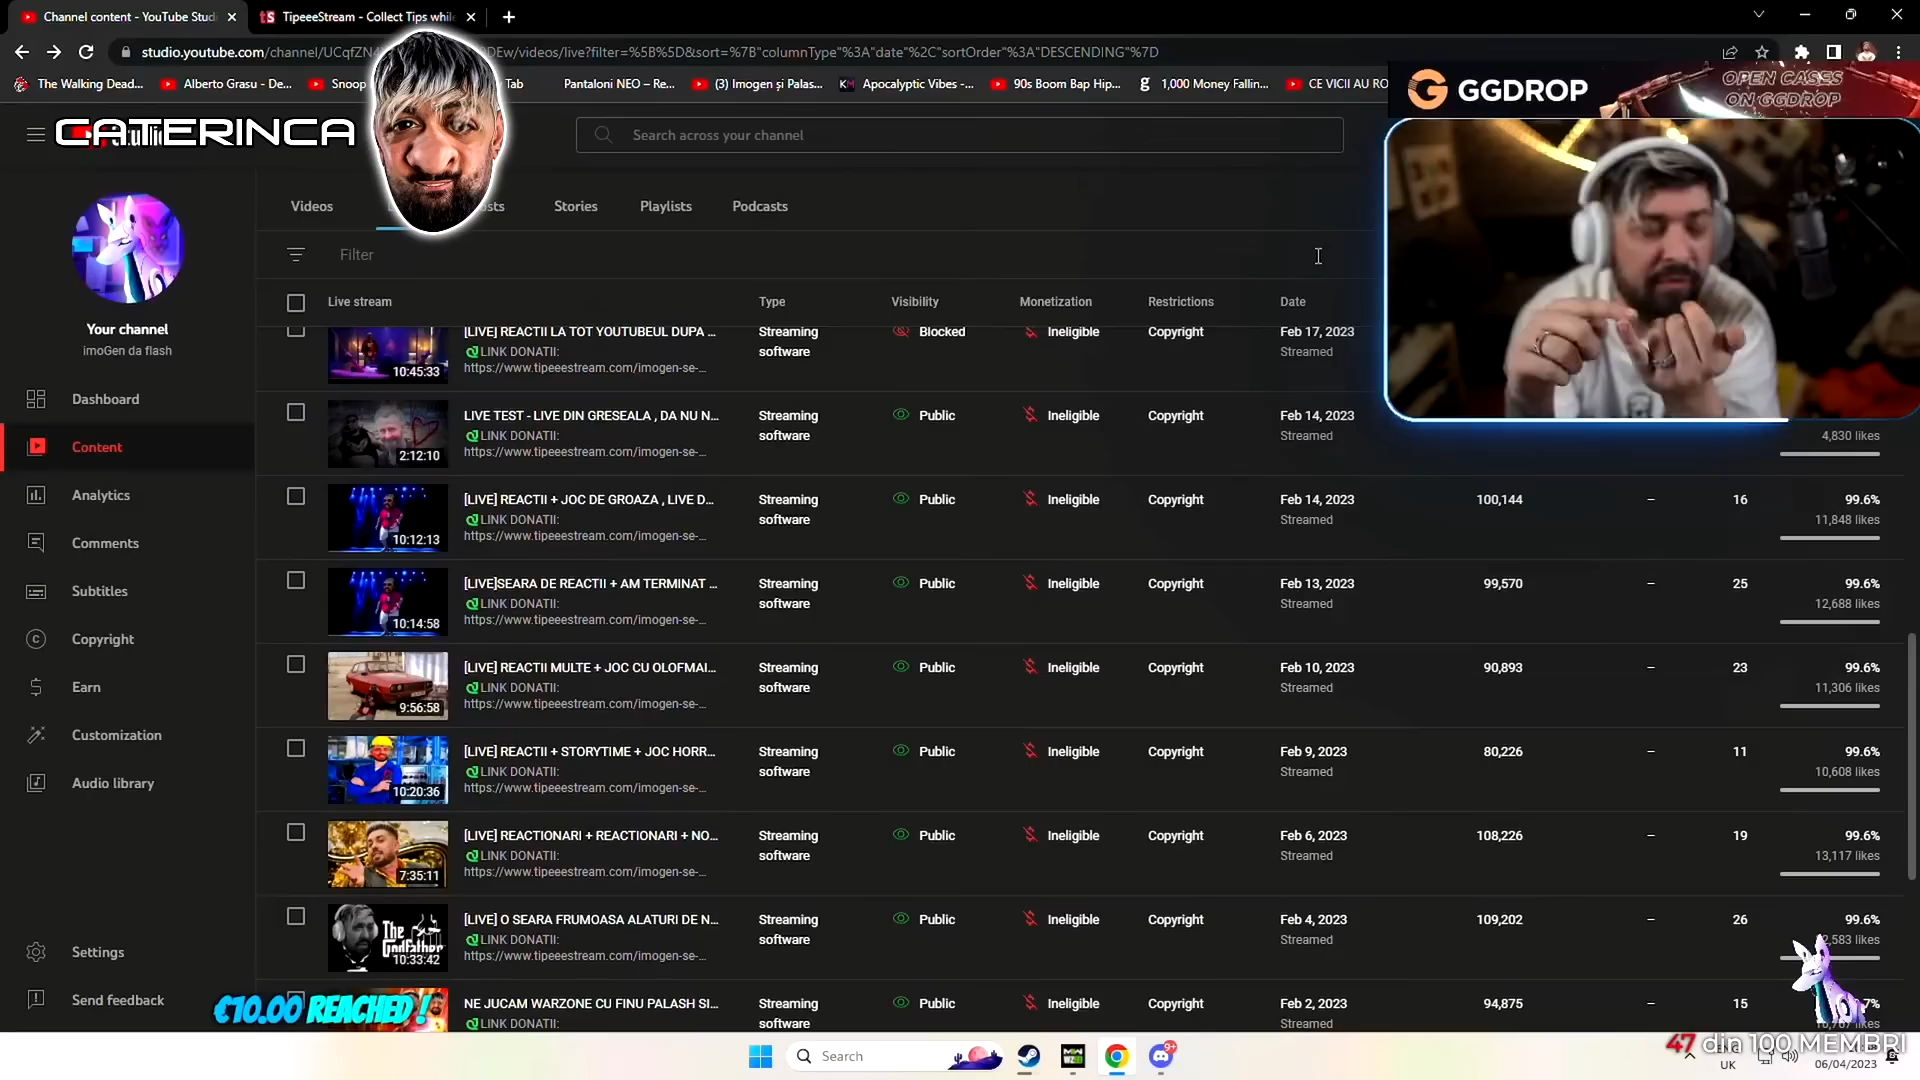 Channel content - YouTube Studi
TipeeeStream - Collect Tips while
studio.youtube.com/channel/UCqfZN
DEw/videos/live?filter=%5B%5D&sort=%7B"columnType"%3A"date"%2C"sortOrder"%3A"DESCENDING"%7D
The Walking Dead...
Alberto Grasu - De...
Snoop
Tab
Pantaloni NEO – Re...
(3) Imogen și Palas...
KM
Apocalyptic Vibes -...
90s Boom Bap Hip...
g
1,000 Money Fallin...
CE VICII AU RO
GGDROP
OPEN CASES
ON GGDROP
CATERINCA
Search across your channel
Videos
Stories
Playlists
Podcasts
Filter
Your channel
imoGen da flash
Dashboard
Content
Analytics
Comments
Subtitles
Copyright
Earn
Customization
Audio library
Settings
Send feedback
Live stream
Type
Visibility
Monetization
Restrictions
Date
[LIVE] REACTII LA TOT YOUTUBEUL DUPA ...
LINK DONATII:
https://www.tipeeestream.com/imogen-se-...
10:45:33
Streaming software
Blocked
Ineligible
Copyright
Feb 17, 2023
Streamed
LIVE TEST - LIVE DIN GRESEALA , DA NU N...
LINK DONATII:
https://www.tipeeestream.com/imogen-se-...
2:12:10
Streaming software
Public
Ineligible
Copyright
Feb 14, 2023
Streamed
4,830 likes
[LIVE] REACTII + JOC DE GROAZA , LIVE D...
LINK DONATII:
https://www.tipeeestream.com/imogen-se-...
10:12:13
Streaming software
Public
Ineligible
Copyright
Feb 14, 2023
Streamed
100,144
–
16
99.6%
11,848 likes
[LIVE]SEARA DE REACTII + AM TERMINAT ...
LINK DONATII:
https://www.tipeeestream.com/imogen-se-...
10:14:58
Streaming software
Public
Ineligible
Copyright
Feb 13, 2023
Streamed
99,570
–
25
99.6%
12,688 likes
[LIVE] REACTII MULTE + JOC CU OLOFMAI...
LINK DONATII:
https://www.tipeeestream.com/imogen-se-...
9:56:58
Streaming software
Public
Ineligible
Copyright
Feb 10, 2023
Streamed
90,893
–
23
99.6%
11,306 likes
[LIVE] REACTII + STORYTIME + JOC HORR...
LINK DONATII:
https://www.tipeeestream.com/imogen-se-...
10:20:36
Streaming software
Public
Ineligible
Copyright
Feb 9, 2023
Streamed
80,226
–
11
99.6%
10,608 likes
[LIVE] REACTIONARI + REACTIONARI + NO...
LINK DONATII:
https://www.tipeeestream.com/imogen-se-...
7:35:11
Streaming software
Public
Ineligible
Copyright
Feb 6, 2023
Streamed
108,226
–
19
99.6%
13,117 likes
[LIVE] O SEARA FRUMOASA ALATURI DE N...
LINK DONATII:
https://www.tipeeestream.com/imogen-se-...
The Godfather
10:33:42
Streaming software
Public
Ineligible
Copyright
Feb 4, 2023
Streamed
109,202
–
26
99.6%
NE JUCAM WARZONE CU FINU PALASH SI...
LINK DONATII:
Streaming software
Public
Ineligible
Copyright
Feb 2, 2023
Streamed
94,875
–
15
€10.00 REACHED !
Search
9+
47 din 100 MEMBRI
UK
06/04/2023